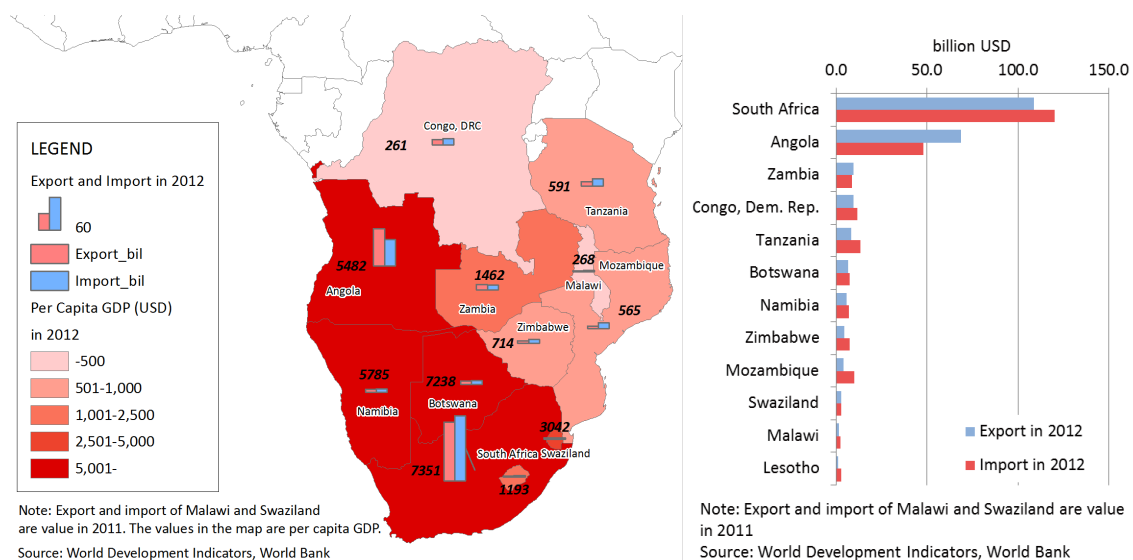 LEGEND
Export and Import in 2012
60
Export_bil
Import_bil
Per Capita GDP (USD)
in 2012
-500
501-1,000
1,001-2,500
2,501-5,000
5,001-
Congo, DRC
261
591
Tanzania
268
Mozambique
5482
1462
Malawi
Angola
Zambia
565
Zimbabwe
714
5785
7238
Namibia
Botswana
3042
South Africa Swaziland
7351
1193
Note: Export and import of Malawi and Swaziland
are value in 2011. The values in the map are per capita GDP.
Source: World Development Indicators, World Bank
billion USD
0.0 50.0 100.0 150.0
South Africa
Angola
Zambia
Congo, Dem. Rep.
Tanzania
Botswana
Namibia
Zimbabwe
Mozambique
Swaziland
Malawi
Lesotho
Export in 2012
Import in 2012
Note: Export and import of Malawi and Swaziland are value
in 2011
Source: World Development Indicators, World Bank